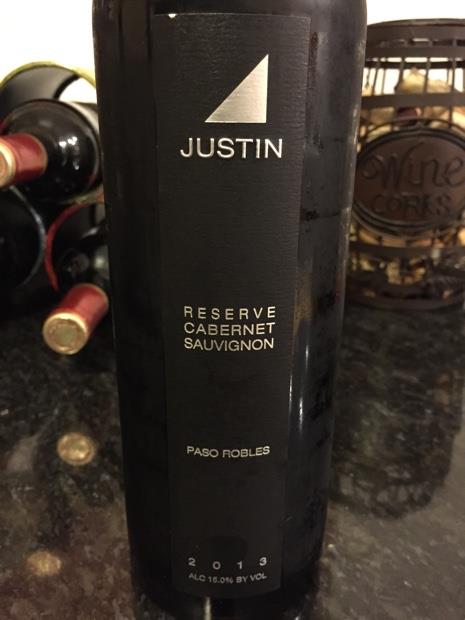 JUSTIN
RESERVE
CABERNET
SAUVIGNON
PASO ROBLES
2013
ALC 15.0% BY VOL
Wine
CORKS